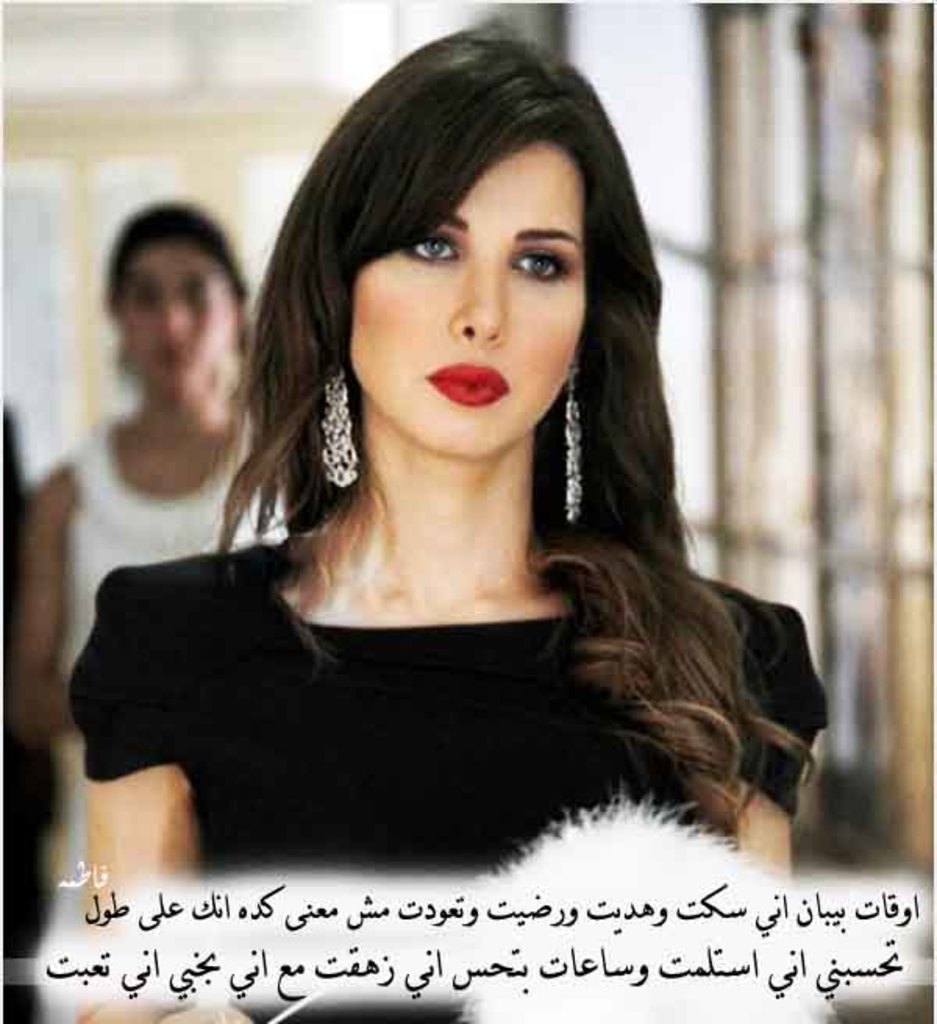 فاطمه
اوقات بيبان اني سكت وهديت ورضيت وتعودت مش معنى كده انك على طول
تحسبني اني استلمت وساعات بتحس اني زهقت مع اني بخبي اني تعبت